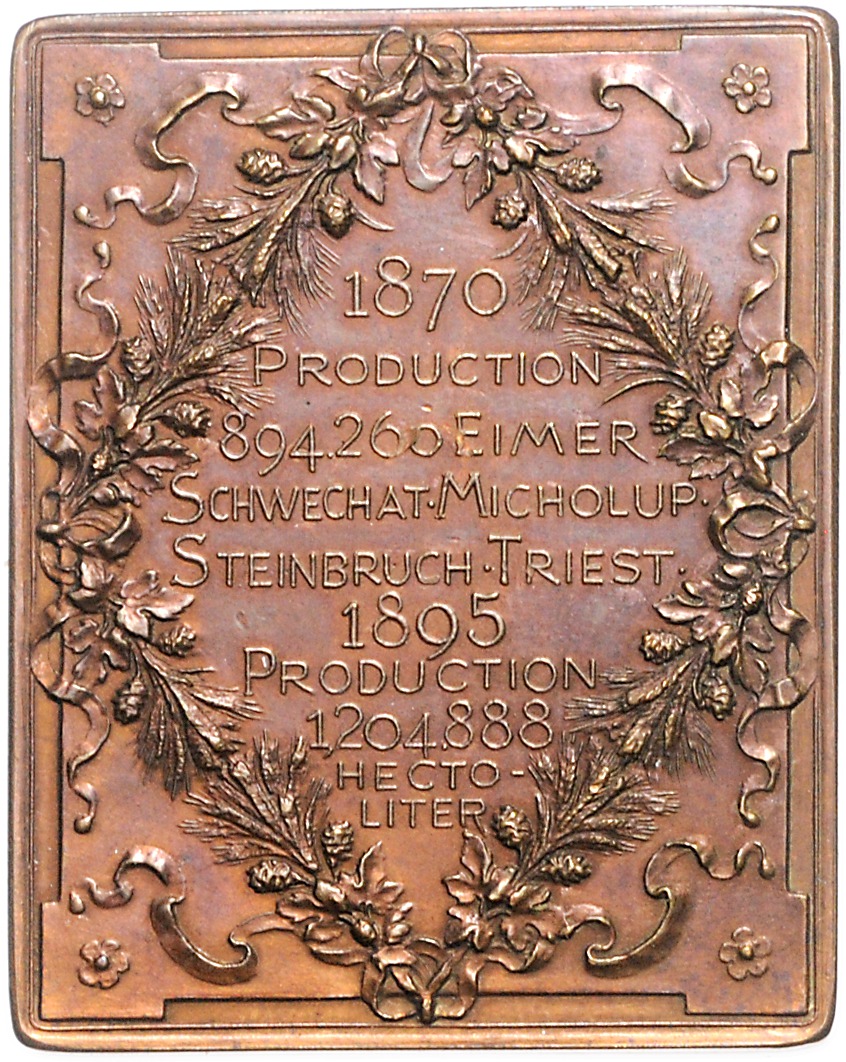 1870
PRODUCTION
894.260 EIMER
SCHWECHAT·MICHOLUP·
STEINBRUCH·TRIEST·
1895
PRODUCTION
1,204.888
HECTO-
LITER